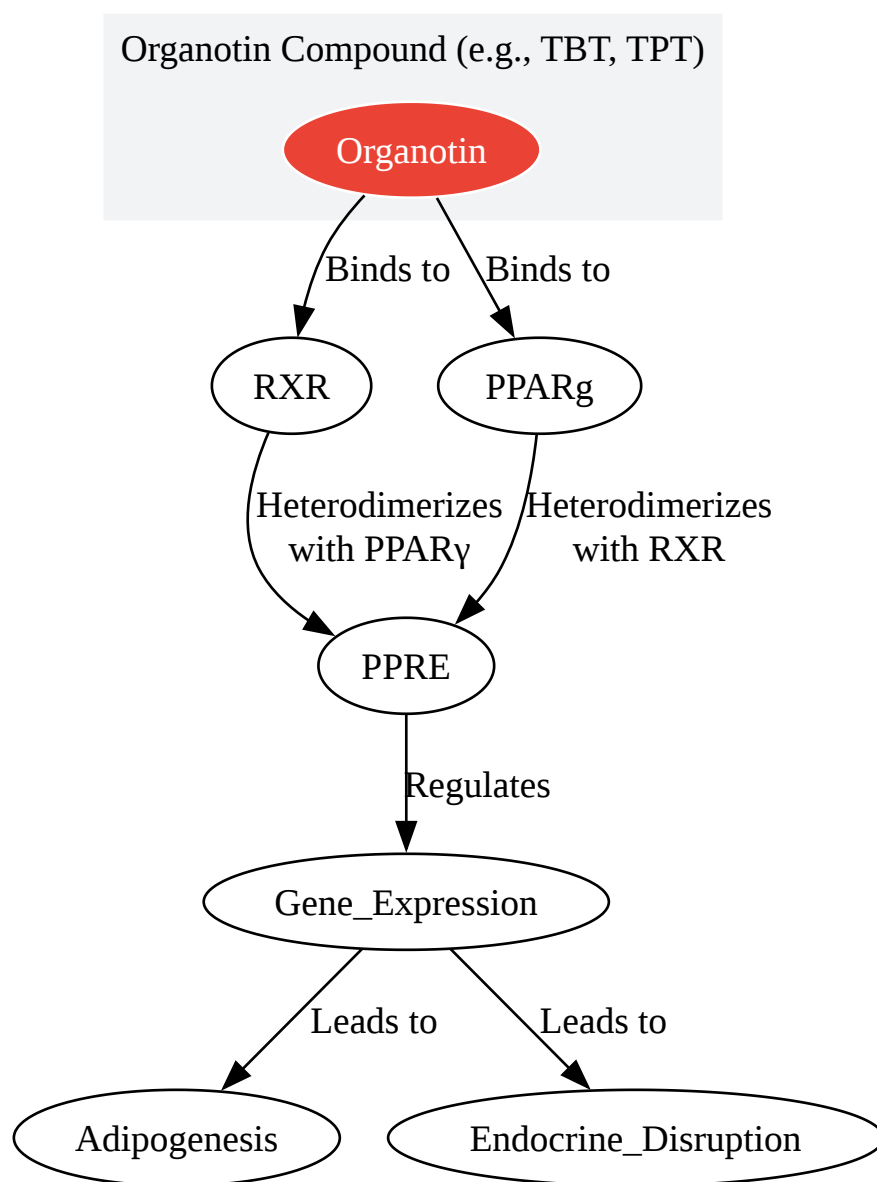 Organotin Compound (e.g., TBT, TPT)
Organotin
Binds to
Binds to
RXR
PPARg
Heterodimerizes
with PPARγ
Heterodimerizes
with RXR
PPRE
Regulates
Gene_Expression
Leads to
Leads to
Adipogenesis
Endocrine_Disruption